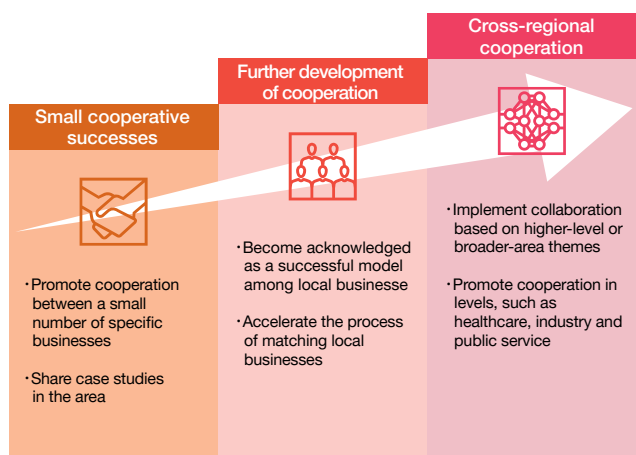 Small cooperative
successes
·Promote cooperation
between a small
number of specific
businesses
·Share case studies
in the area
Further development
of cooperation
·Become acknowledged
as a successful model
among local businesse
·Accelerate the process
of matching local
businesses
Cross-regional
cooperation
·Implement collaboration
based on higher-level or
broader-area themes
·Promote cooperation in
levels, such as
healthcare, industry and
public service